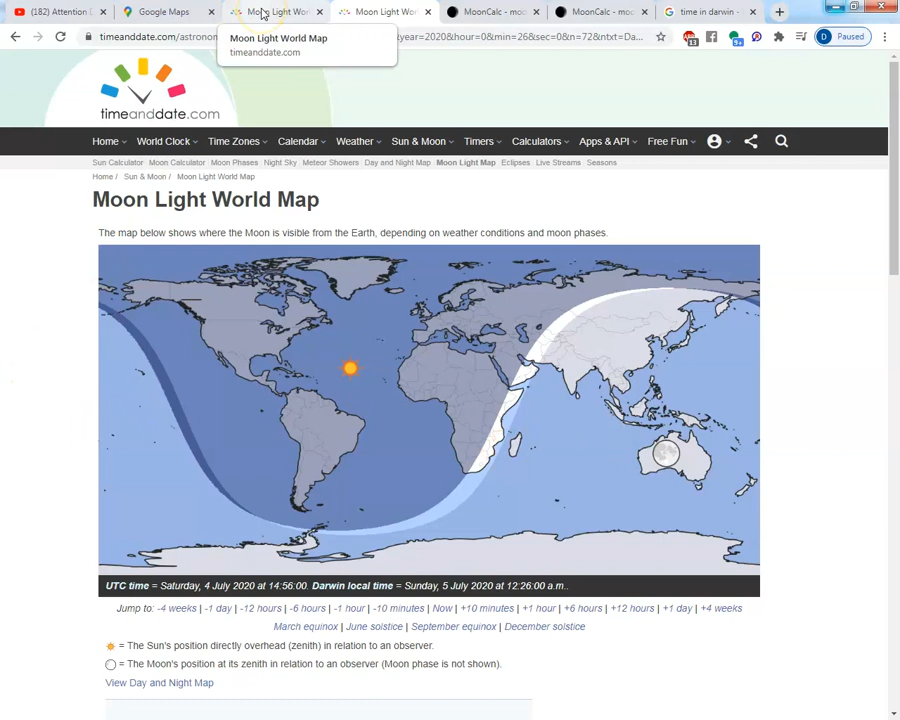 (182) Attention D
Google Maps
Moon Light Wor
Moon Light Wor
MoonCalc - moo
MoonCalc - moo
time in darwin -
timeanddate.com/astron
year=2020&hour=0&min=26&sec=0&n=72&ntxt=Da...
13
9+
D Paused
Moon Light World Map
timeanddate.com
timeanddate.com
Home World Clock Time Zones Calendar Weather Sun & Moon Timers Calculators Apps & API Free Fun
Sun Calculator Moon Calculator Moon Phases Night Sky Meteor Showers Day and Night Map Moon Light Map Eclipses Live Streams Seasons
Home / Sun & Moon / Moon Light World Map
Moon Light World Map
The map below shows where the Moon is visible from the Earth, depending on weather conditions and moon phases.
UTC time = Saturday, 4 July 2020 at 14:56:00. Darwin local time = Sunday, 5 July 2020 at 12:26:00 a.m..
Jump to: -4 weeks | -1 day | -12 hours | -6 hours | -1 hour | -10 minutes | Now | +10 minutes | +1 hour | +6 hours | +12 hours | +1 day | +4 weeks
March equinox | June solstice | September equinox | December solstice
= The Sun's position directly overhead (zenith) in relation to an observer.
= The Moon's position at its zenith in relation to an observer (Moon phase is not shown).
View Day and Night Map